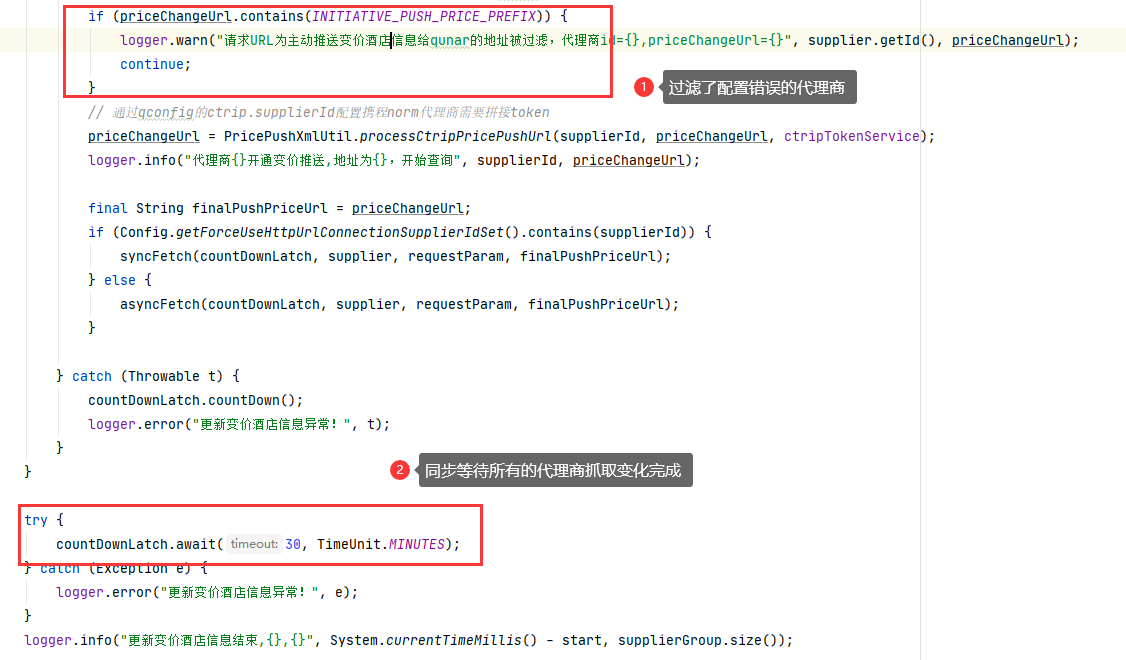 if (priceChangeUrl.contains(INITIATIVE_PUSH_PRICE_PREFIX)) {
logger.warn("请求URL为主动推送变价酒店信息给qunar的地址被过滤，代理商id={},priceChangeUrl={}", supplier.getId(), priceChangeUrl);
continue;
1 过滤了配置错误的代理商
}
// 通过qconfig的ctrip.supplierId配置携程norm代理商需要拼接token
priceChangeUrl = PricePushXmlUtil.processCtripPricePushUrl(supplierId, priceChangeUrl, ctripTokenService);
logger.info("代理商{}开通变价推送,地址为{}，开始查询", supplierId, priceChangeUrl);
final String finalPushPriceUrl = priceChangeUrl;
if (Config.getForceUseHttpUrlConnectionSupplierIdSet().contains(supplierId)) {
syncFetch(countDownLatch, supplier, requestParam, finalPushPriceUrl);
} else {
asyncFetch(countDownLatch, supplier, requestParam, finalPushPriceUrl);
}
} catch (Throwable t) {
countDownLatch.countDown();
logger.error("更新变价酒店信息异常！", t);
}
}
2 同步等待所有的代理商抓取变化完成
try {
countDownLatch.await( timeout: 30, TimeUnit.MINUTES);
} catch (Exception e) {
logger.error("更新变价酒店信息异常！", e);
}
logger.info("更新变价酒店信息结束,{},{}", System.currentTimeMillis() - start, supplierGroup.size());